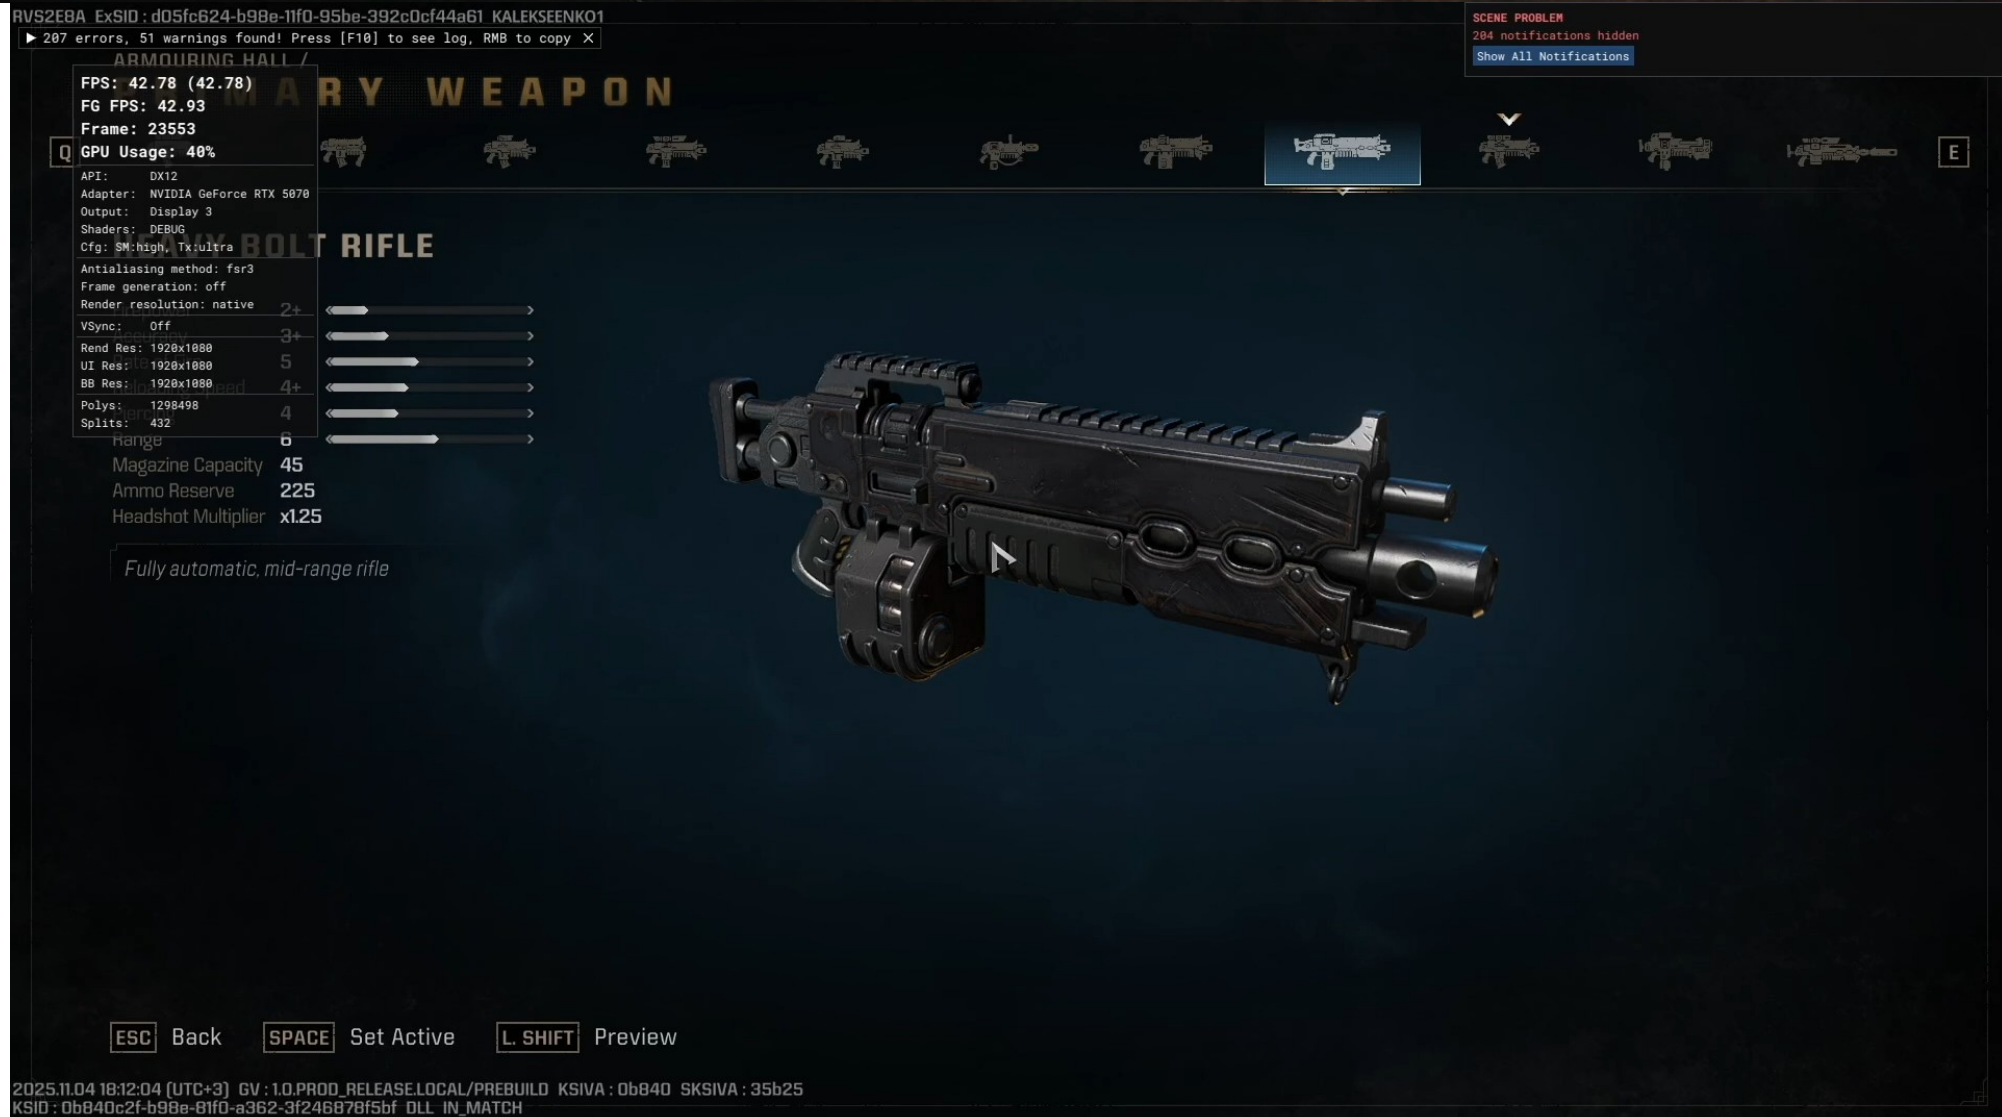 RVS2E8A ExSID : d05fc624-b98e-11f0-95be-392c0cf44a61 KALEKSEENKO1
▶ 207 errors, 51 warnings found! Press [F10] to see log, RMB to copy ✕
SCENE PROBLEM
204 notifications hidden
Show All Notifications
ARMOURING HALL /
PRIMARY WEAPON
FPS: 42.78 (42.78)
FG FPS: 42.93
Frame: 23553
GPU Usage: 40%
Q
E
API: DX12
Adapter: NVIDIA GeForce RTX 5070
Output: Display 3
Shaders: DEBUG
Cfg: SM:high, Tx:ultra
HEAVY BOLT RIFLE
Antialiasing method: fsr3
Frame generation: off
Render resolution: native
Firepower 2+
VSync: Off
Accuracy 3+
Rend Res: 1920x1080
UI Res: 1920x1080
5
BB Res: 1920x1080
4+
Polys: 1298498
Piercing 4
Splits: 432
Range 6
Magazine Capacity 45
Ammo Reserve 225
Headshot Multiplier x1.25
Fully automatic, mid-range rifle
ESC Back SPACE Set Active L. SHIFT Preview
2025.11.04 18:12:04 (UTC+3) GV : 1.0.PROD_RELEASE.LOCAL/PREBUILD KSIVA : 0b840 SKSIVA : 35b25
KSID : 0b840c2f-b98e-81f0-a362-3f246878f5bf DLL IN_MATCH